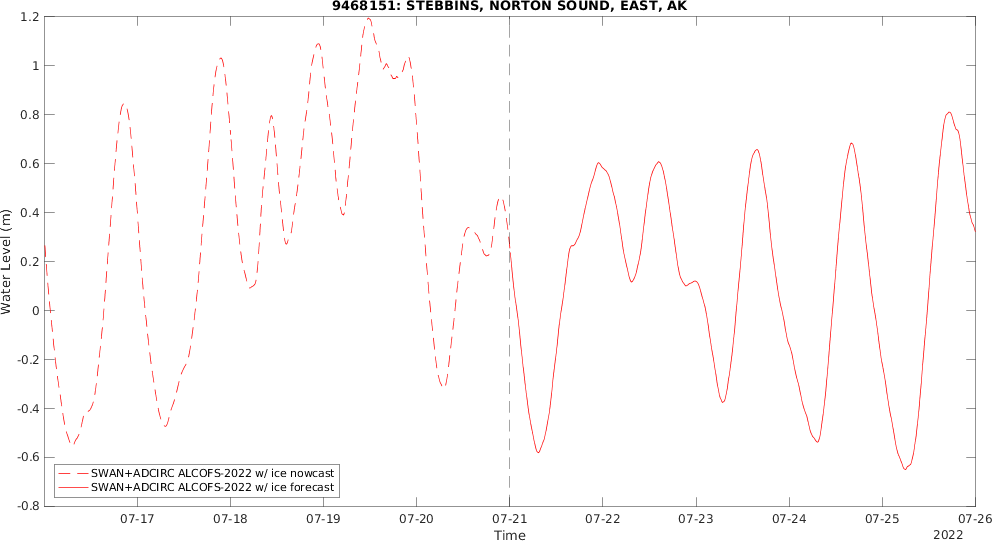 9468151: STEBBINS, NORTON SOUND, EAST, AK
1.2
1
0.8
0.6
0.4
0.2
0
-0.2
-0.4
-0.6
-0.8
Water Level (m)
SWAN+ADCIRC ALCOFS-2022 w/ ice nowcast
SWAN+ADCIRC ALCOFS-2022 w/ ice forecast
07-17 07-18 07-19 07-20 07-21 07-22 07-23 07-24 07-25 07-26
Time
2022